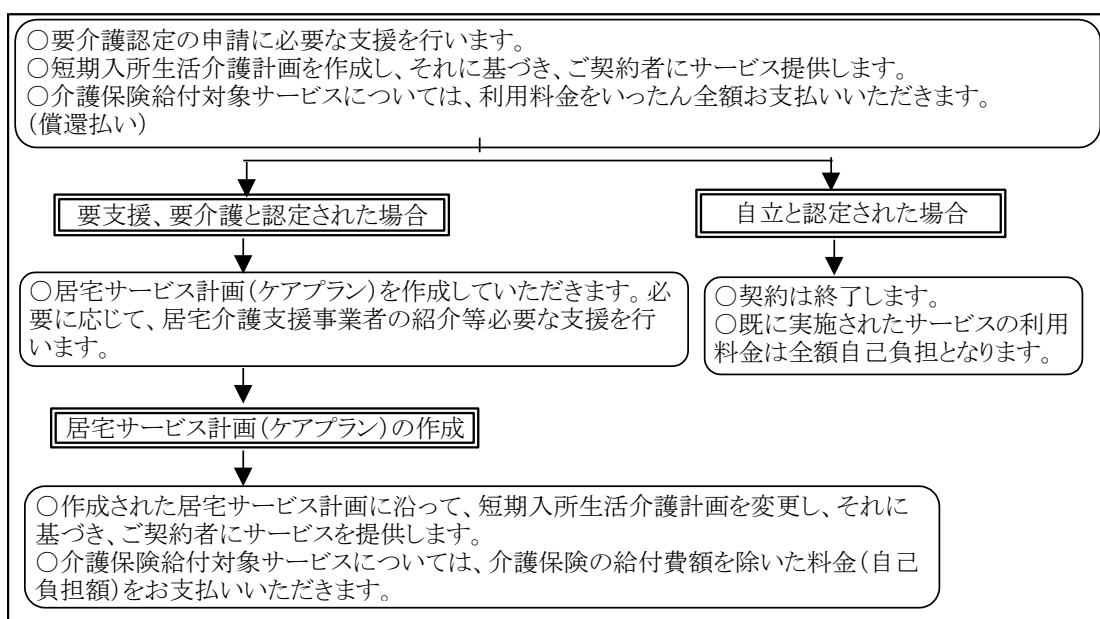 ○要介護認定の申請に必要な支援を行います。
○短期入所生活介護計画を作成し、それに基づき、ご契約者にサービス提供します。
○介護保険給付対象サービスについては、利用料金をいったん全額お支払いいただきます。
(償還払い)
要支援、要介護と認定された場合
自立と認定された場合
○居宅サービス計画(ケアプラン)を作成していただきます。必
要に応じて、居宅介護支援事業者の紹介等必要な支援を行
います。
○契約は終了します。
○既に実施されたサービスの利用
料金は全額自己負担となります。
居宅サービス計画(ケアプラン)の作成
○作成された居宅サービス計画に沿って、短期入所生活介護計画を変更し、それに
基づき、ご契約者にサービスを提供します。
○介護保険給付対象サービスについては、介護保険の給付費額を除いた料金(自己
負担額)をお支払いいただきます。